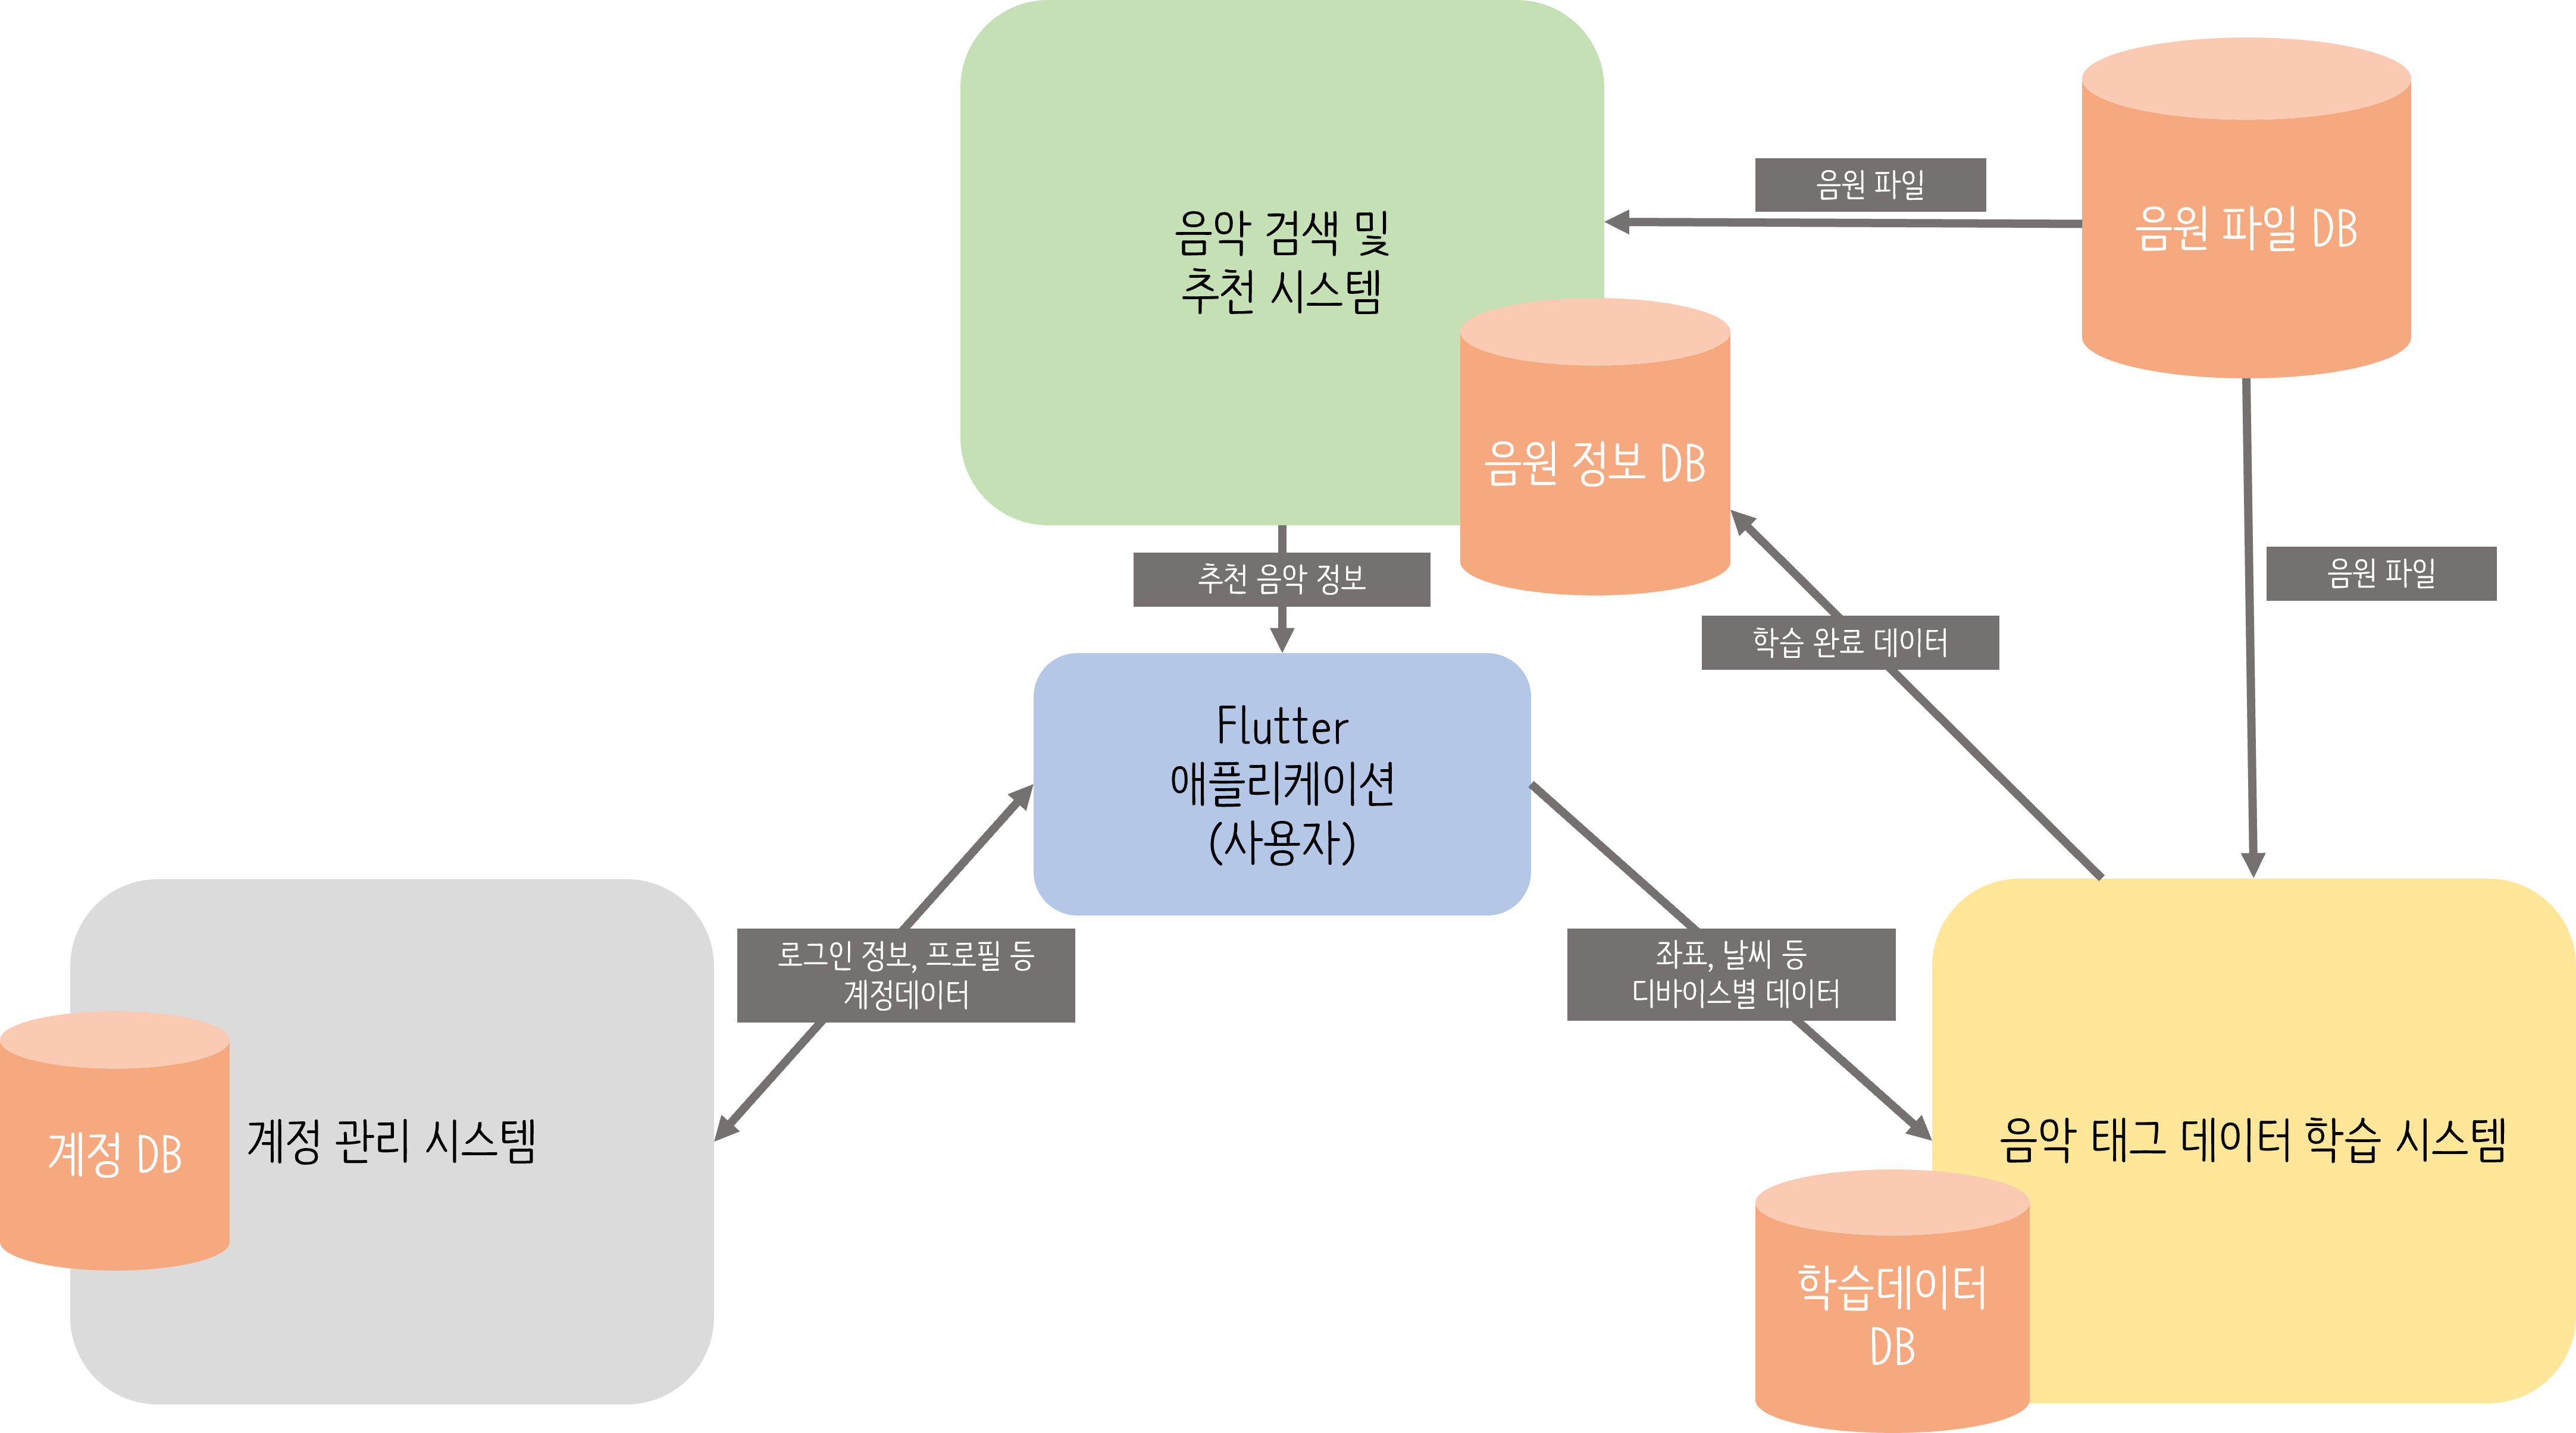 음악 검색 및
추천 시스템
음원 파일
음원 파일 DB
음원 정보 DB
추천 음악 정보
음원 파일
학습 완료 데이터
Flutter
애플리케이션
(사용자)
로그인 정보, 프로필 등
계정데이터
좌표, 날씨 등
디바이스별 데이터
계정 DB
계정 관리 시스템
음악 태그 데이터 학습 시스템
학습데이터
DB